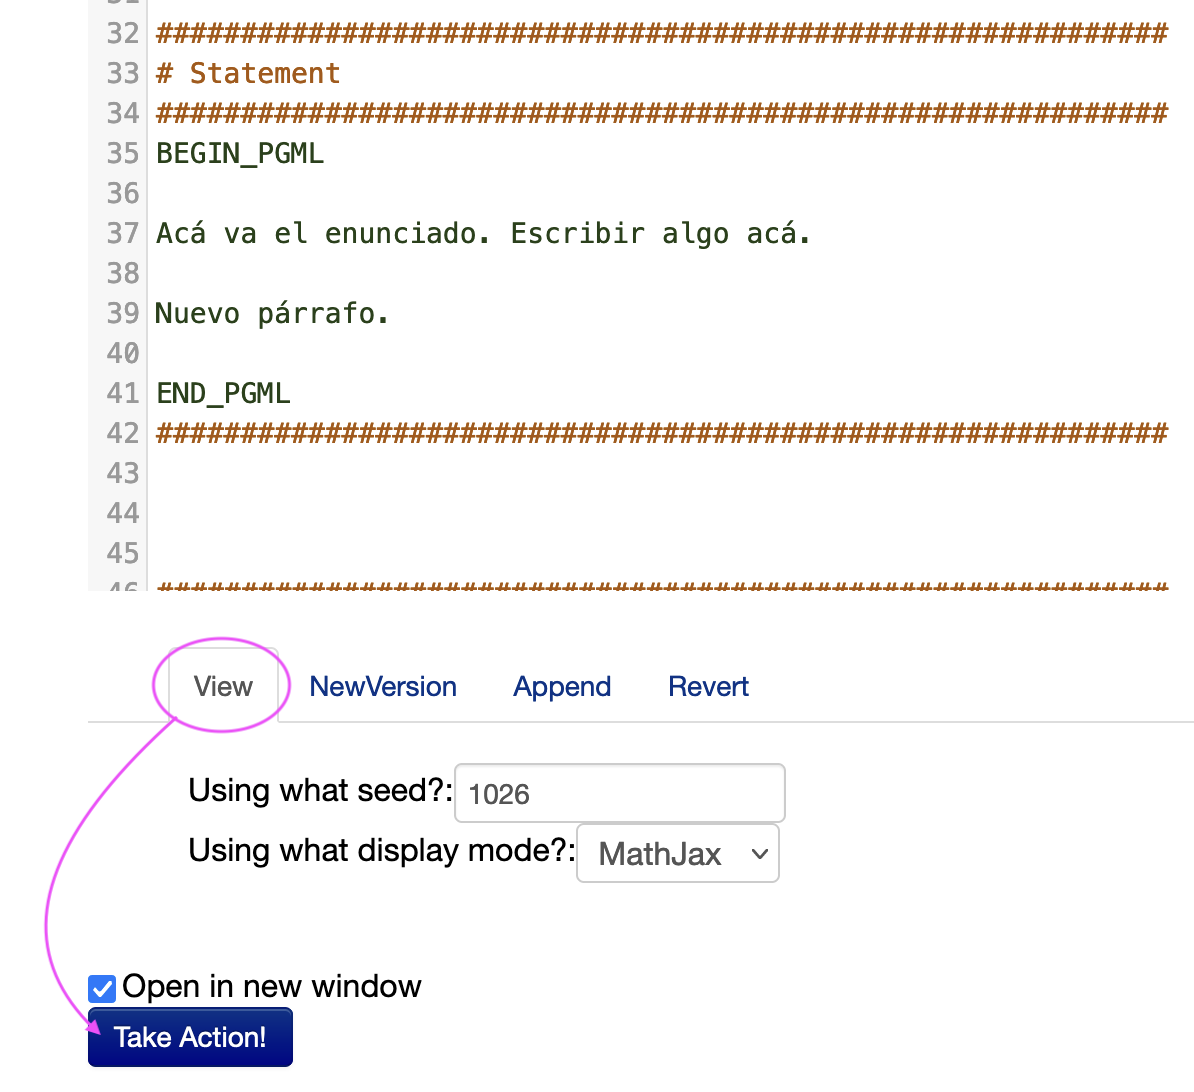 31
32 ############################################################
33 # Statement
34 ############################################################
35 BEGIN_PGML
36
37 Acá va el enunciado. Escribir algo acá.
38
39 Nuevo párrafo.
40
41 END_PGML
42 ############################################################
43
44
45
46 ############################################################
View NewVersion Append Revert
Using what seed?: 1026
Using what display mode?: MathJax
Open in new window
Take Action!